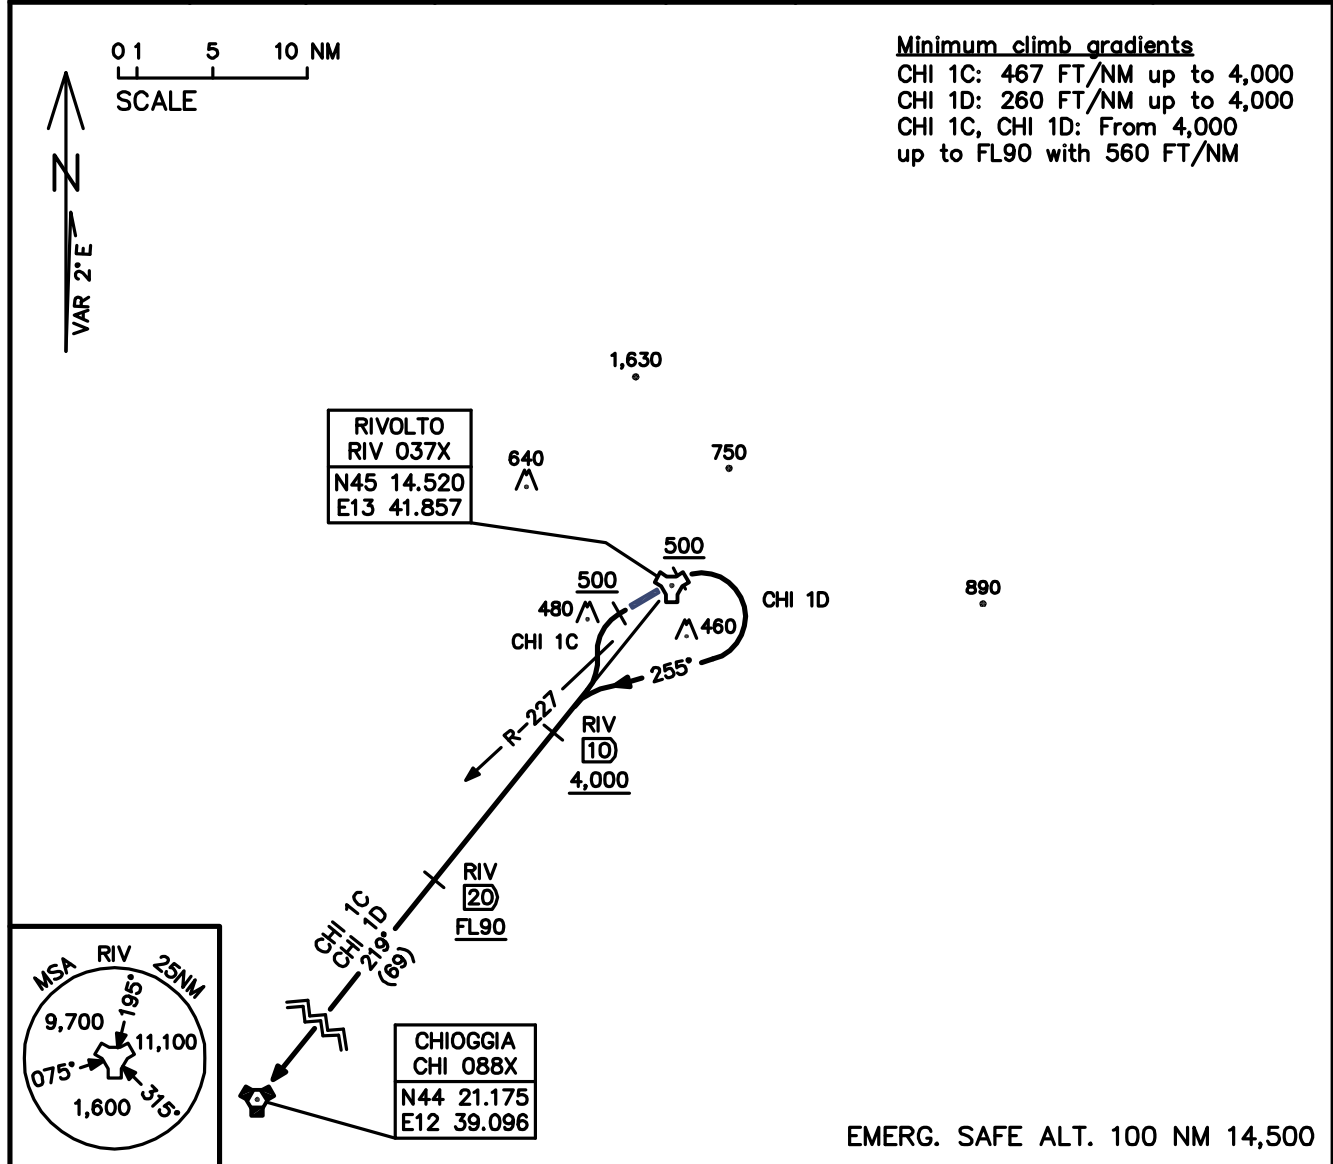 0 1 5 10 NM
SCALE
N
VAR 2°E
Minimum climb gradients
CHI 1C: 467 FT/NM up to 4,000
CHI 1D: 260 FT/NM up to 4,000
CHI 1C, CHI 1D: From 4,000
up to FL90 with 560 FT/NM
1,630
RIVOLTO
RIV 037X
N45 14.520
E13 41.857
640
750
500
500
480
CHI 1C
460
CHI 1D
890
255°
R-227
RIV
10
4,000
RIV
20
FL90
CHI 1C
CHI 1D
219°
(69)
MSA RIV 25NM
195°
9,700
11,100
075°
315°
1,600
CHIOGGIA
CHI 088X
N44 21.175
E12 39.096
EMERG. SAFE ALT. 100 NM 14,500